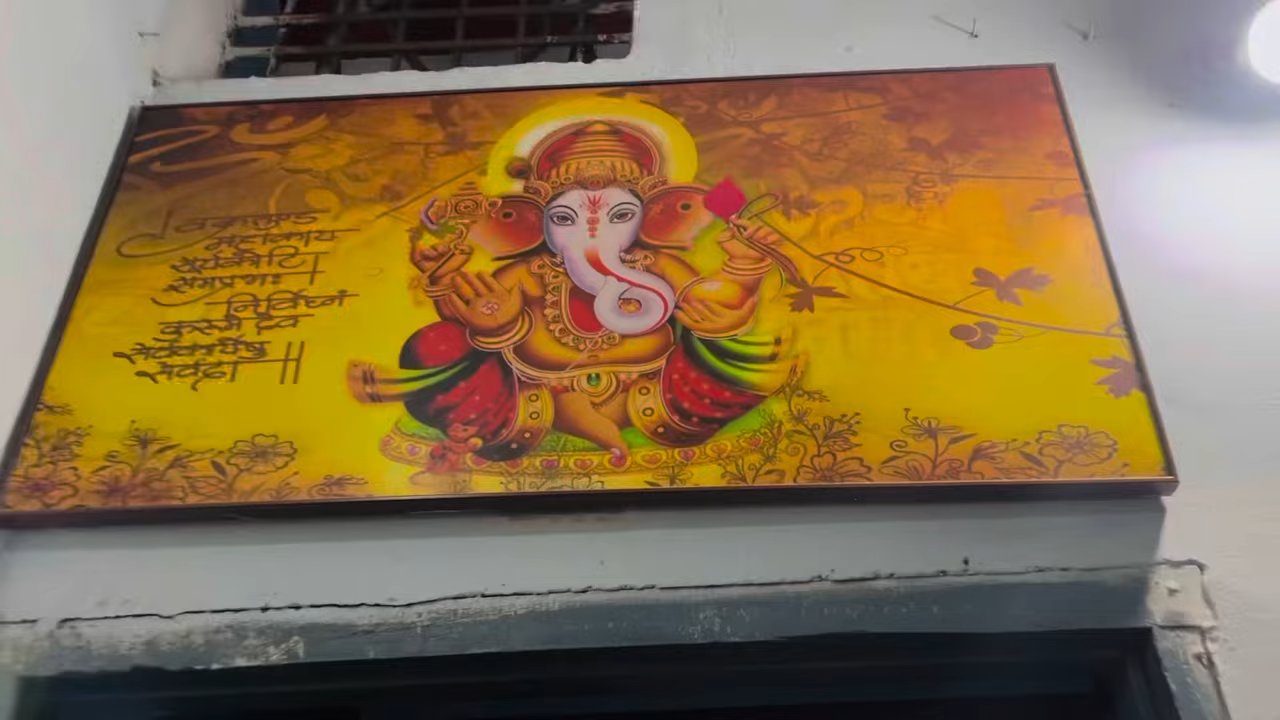 वक्रतुण्ड
महाकाय
सूर्यकोटि
समप्रभः।
निर्विघ्नं
कुरुमे देव
सर्वकार्येषु
सर्वदा॥